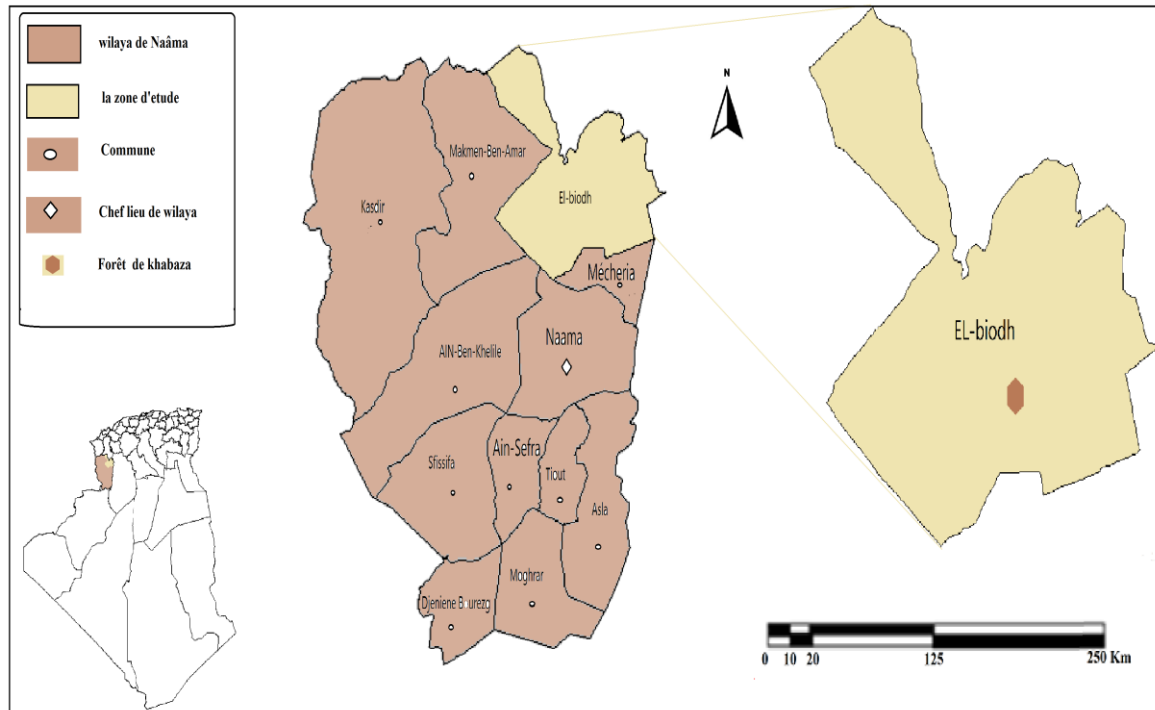 wilaya de Naâma
la zone d'etude
Commune
Chef lieu de wilaya
Forêt de khabaza
N
Makmen-Ben-Amar
Kasdir
El-biodh
Mécheria
Naama
AIN-Ben-Khelile
Ain-Sefra
Sfissifa
Tiout
Asla
Moghrar
Djeniene Bourezg
EL-biodh
0 10 20 125 250 Km